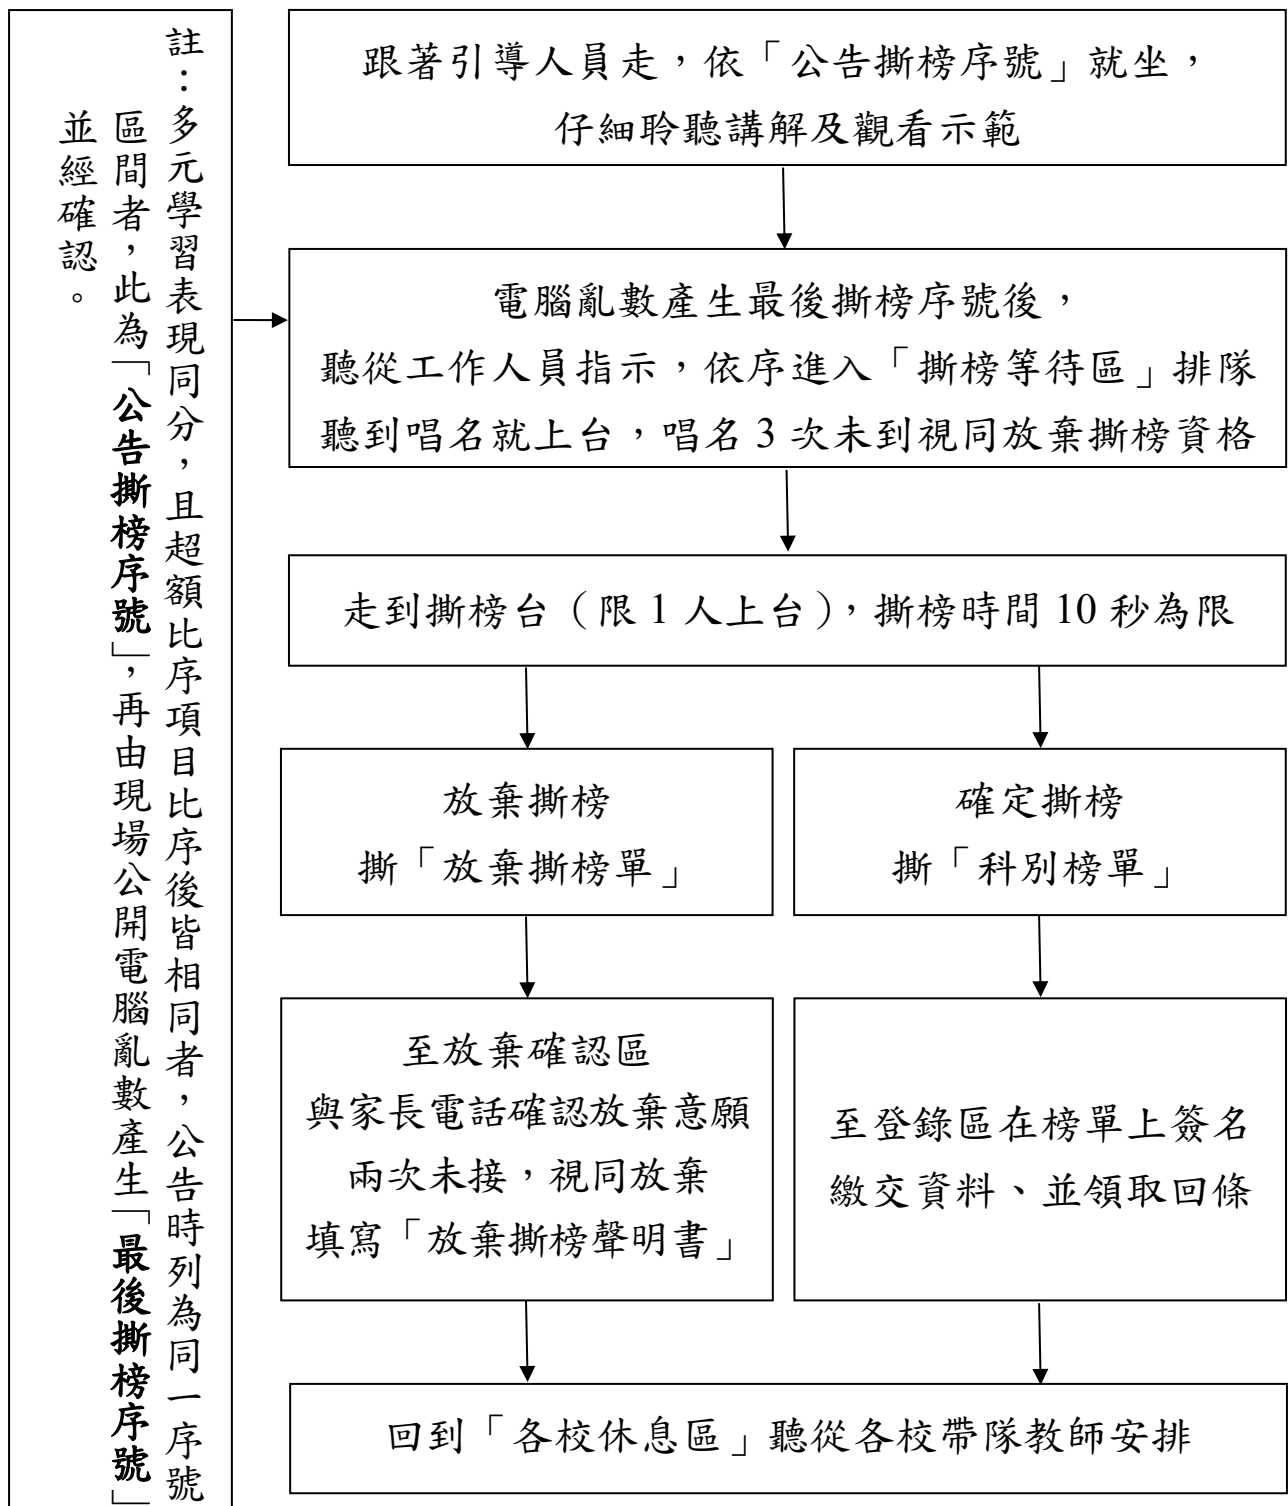 註：多元學習表現同分，且超額比序項目比序後皆相同者，公告時列為同一序號
區間者，此為「公告撕榜序號」，再由現場公開電腦亂數產生「最後撕榜序號」
並經確認。
跟著引導人員走，依「公告撕榜序號」就坐，
仔細聆聽講解及觀看示範
電腦亂數產生最後撕榜序號後，
聽從工作人員指示，依序進入「撕榜等待區」排隊
聽到唱名就上台，唱名3次未到視同放棄撕榜資格
走到撕榜台（限1人上台），撕榜時間10秒為限
放棄撕榜
撕「放棄撕榜單」
確定撕榜
撕「科別榜單」
至放棄確認區
與家長電話確認放棄意願
兩次未接，視同放棄
填寫「放棄撕榜聲明書」
至登錄區在榜單上簽名
繳交資料、並領取回條
回到「各校休息區」聽從各校帶隊教師安排